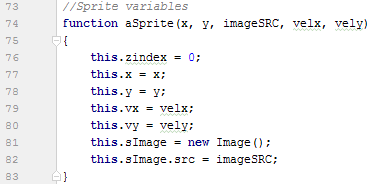 73 //Sprite variables
74 function aSprite(x, y, imageSRC, velx, vely)
75 {
76 this.zindex = 0;
77 this.x = x;
78 this.y = y;
79 this.vx = velx;
80 this.vy = vely;
81 this.sImage = new Image();
82 this.sImage.src = imageSRC;
83 }